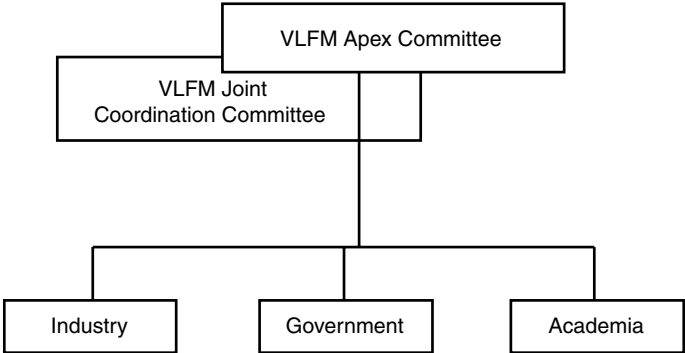 VLFM Apex Committee
VLFM Joint
Coordination Committee
Industry
Government
Academia